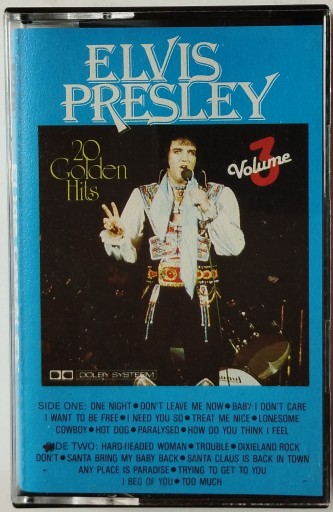 ELVIS
PRESLEY
20
Golden
Hits
Volume
3
DOLBY SYSTEM
SIDE ONE: ONE NIGHT ● DON'T LEAVE ME NOW ● BABY I DON'T CARE
I WANT TO BE FREE ● I NEED YOU SO ● TREAT ME NICE ● LONESOME
COWBOY ● HOT DOG ● PARALYSED ● HOW DO YOU THINK I FEEL
SIDE TWO: HARD-HEADED WOMAN ● TROUBLE ● DIXIELAND ROCK
DON'T ● SANTA BRING MY BABY BACK ● SANTA CLAUS IS BACK IN TOWN
ANY PLACE IS PARADISE ● TRYING TO GET TO YOU
I BEG OF YOU ● TOO MUCH